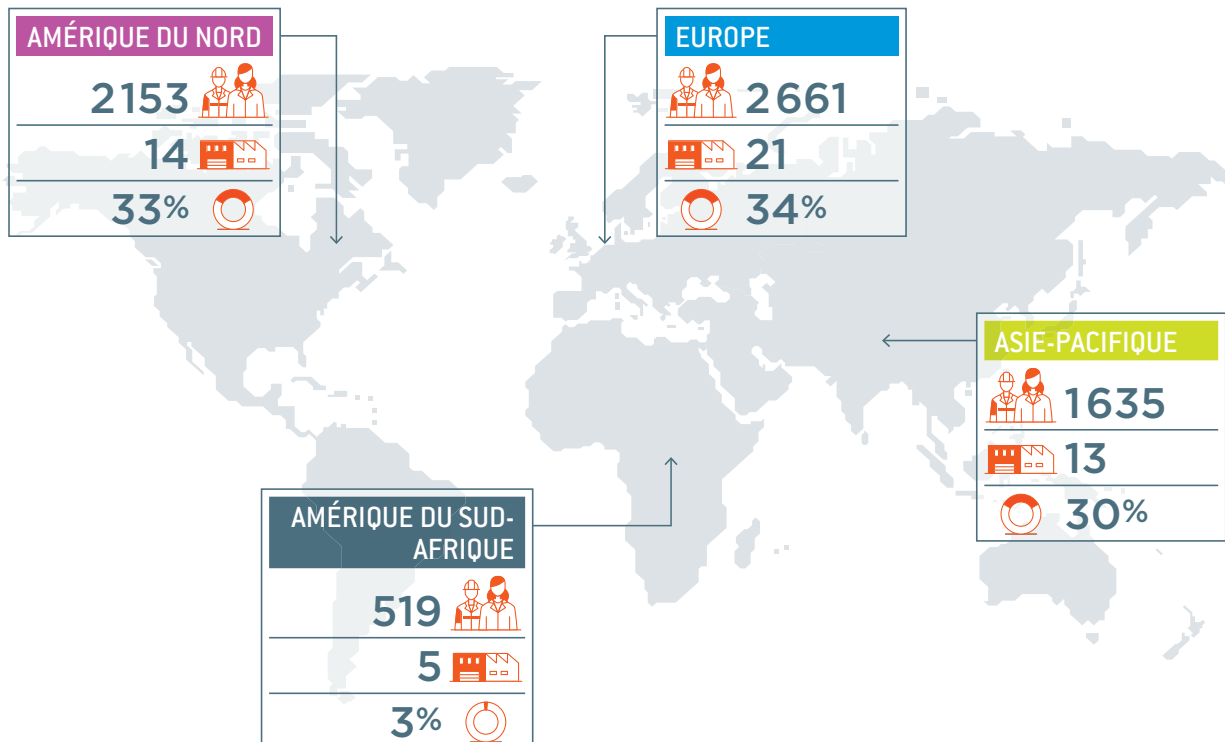 AMÉRIQUE DU NORD
2153
14
33%
EUROPE
2661
21
34%
ASIE-PACIFIQUE
1635
13
30%
AMÉRIQUE DU SUD-
AFRIQUE
519
5
3%